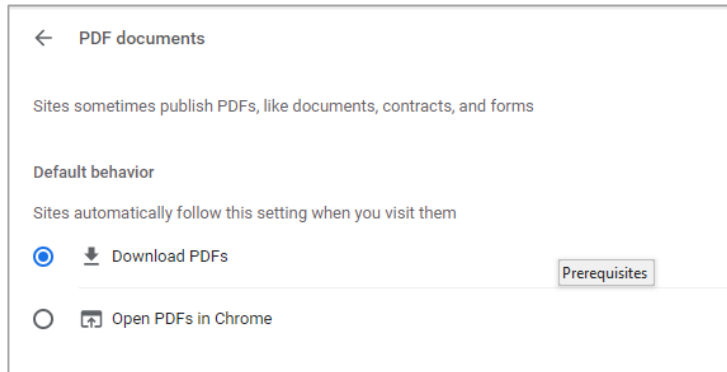 PDF documents
Sites sometimes publish PDFs, like documents, contracts, and forms
Default behavior
Sites automatically follow this setting when you visit them
Download PDFs
Prerequisites
Open PDFs in Chrome